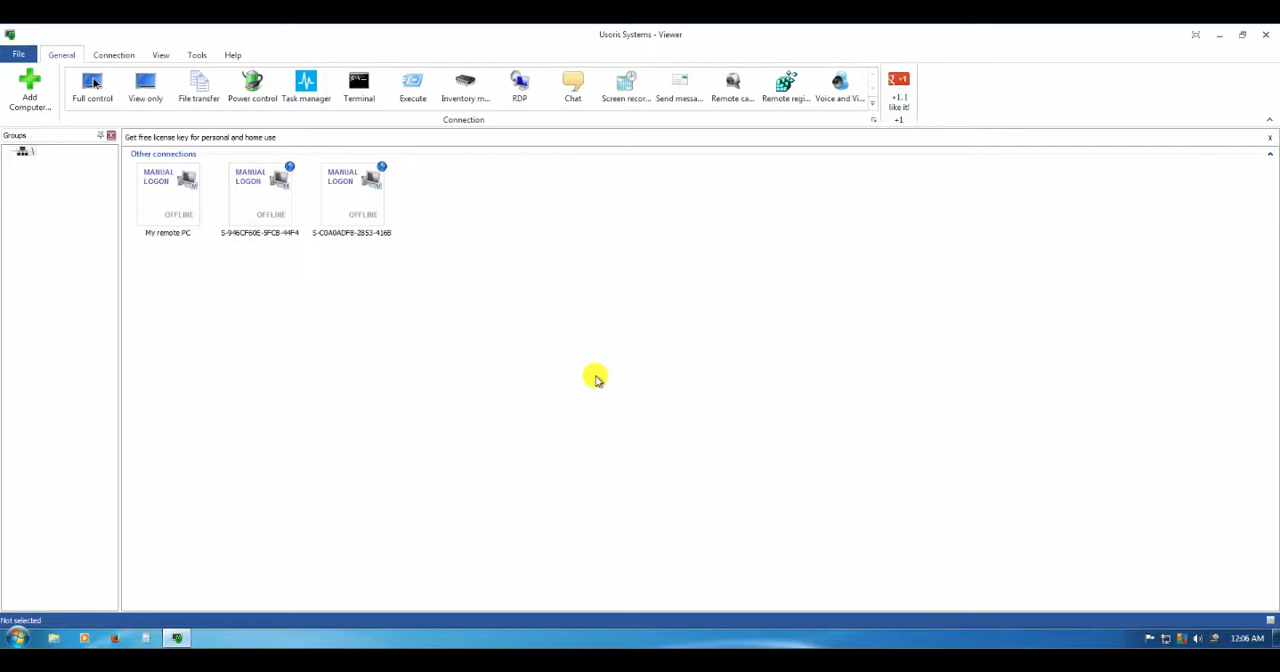 Usoris Systems - Viewer
File General Connection View Tools Help
Add Computer...
Full control View only File transfer Power control Task manager Terminal Execute Inventory m... RDP Chat Screen recor... Send messa... Remote ca... Remote regi... Voice and Vi...
+1
+1. I like it!
+1
Connection
Groups
Get free license key for personal and home use
x
\
Other connections
MANUAL LOGON
OFFLINE
My remote PC
MANUAL LOGON
OFFLINE
S-946CF60E-5FCB-44F4
MANUAL LOGON
OFFLINE
S-C0A0ADF8-2853-416B
Not selected
12:06 AM